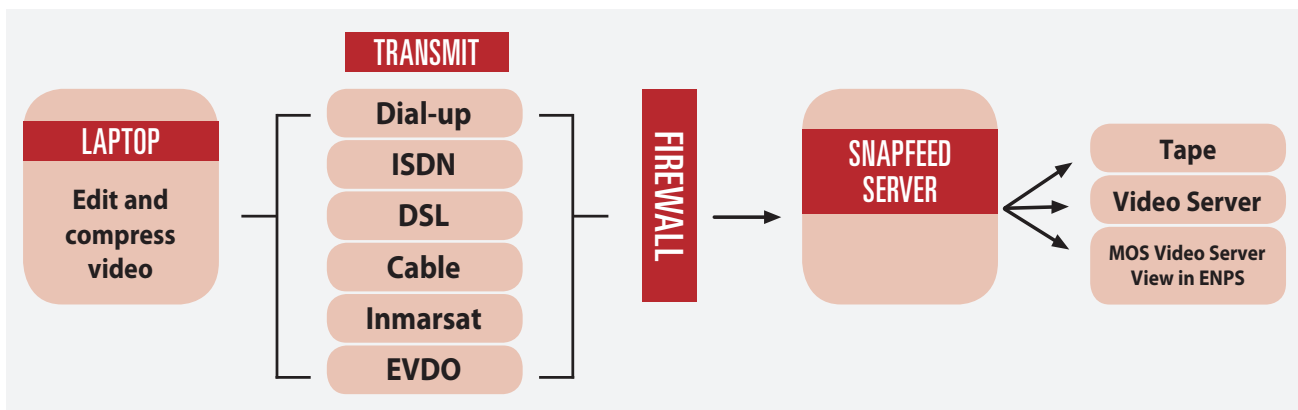 LAPTOP
Edit and
compress
video
TRANSMIT
Dial-up
ISDN
DSL
Cable
Inmarsat
EVDO
FIREWALL
SNAPFEED
SERVER
Tape
Video Server
MOS Video Server
View in ENPS